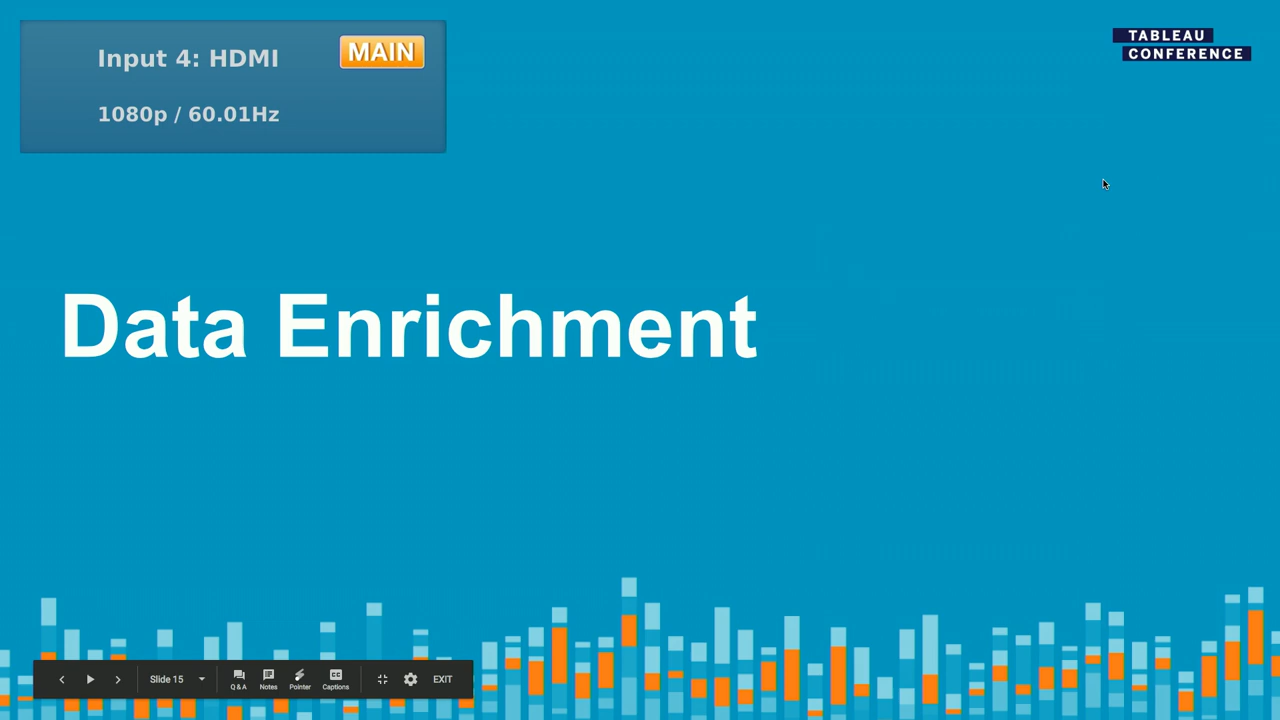 Input 4: HDMI
MAIN
1080p / 60.01Hz
TABLEAU
CONFERENCE
Data Enrichment
Slide 15
Q & A
Notes
Pointer
Captions
EXIT